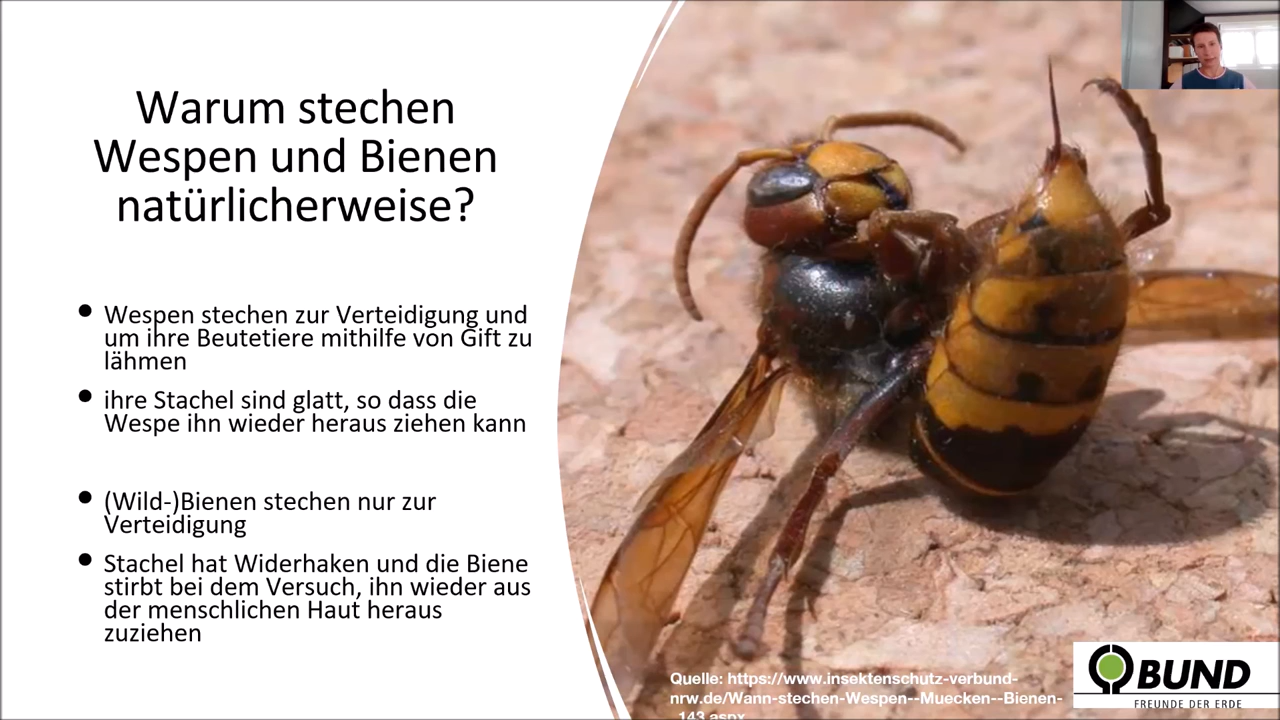 Warum stechen
Wespen und Bienen
natürlicherweise?
Wespen stechen zur Verteidigung und
um ihre Beutetiere mithilfe von Gift zu
lähmen
ihre Stachel sind glatt, so dass die
Wespe ihn wieder heraus ziehen kann
(Wild-)Bienen stechen nur zur
Verteidigung
Stachel hat Widerhaken und die Biene
stirbt bei dem Versuch, ihn wieder aus
der menschlichen Haut heraus
zuziehen
Quelle: https://www.insektenschutz-verbund-
nrw.de/Wann-stechen-Wespen--Muecken--Bienen-
_143.aspx
BUND
FREUNDE DER ERDE